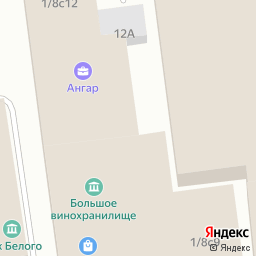 1/8с12
12А
Ангар
Большое
винохранилище
к Белого
1/8с9
Яндекс
© Яндекс